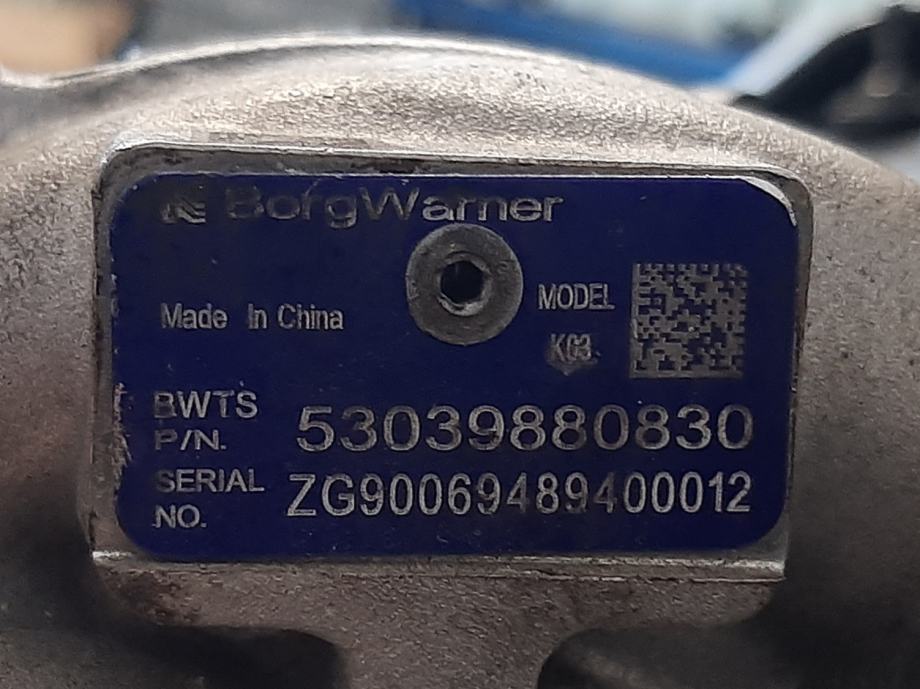 BorgWarner
Made In China
MODEL
K03
BWTS
P/N. 53039880830
SERIAL
NO. ZG90069489400012